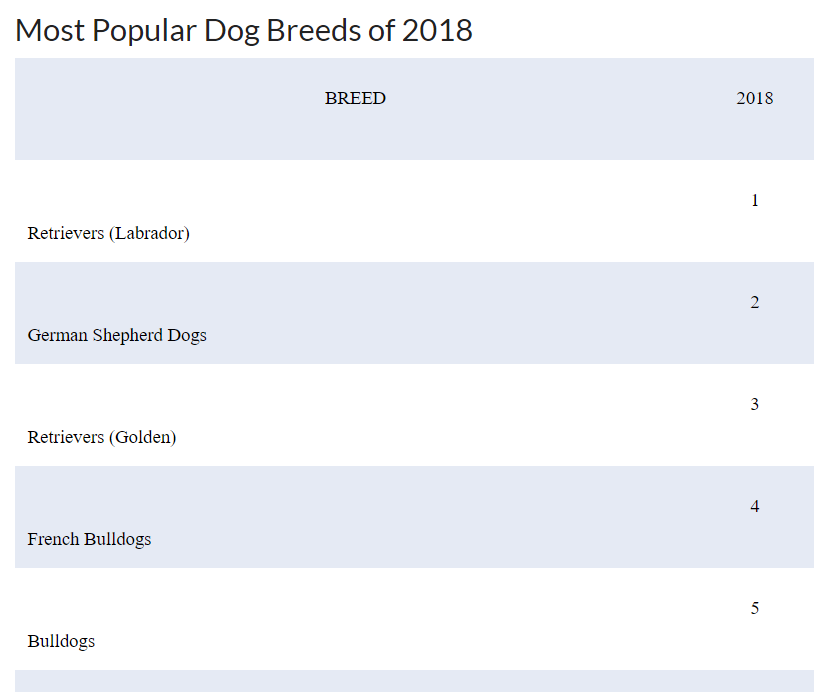 Most Popular Dog Breeds of 2018
BREED 2018
1
Retrievers (Labrador)
2
German Shepherd Dogs
3
Retrievers (Golden)
4
French Bulldogs
5
Bulldogs